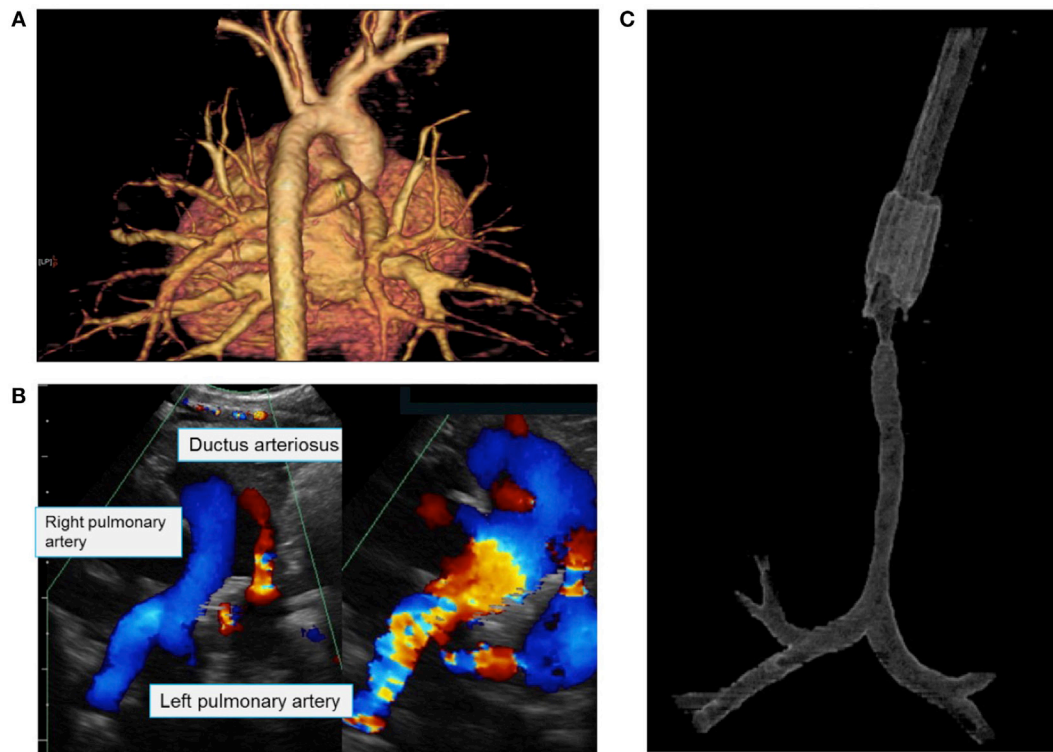 A
C
[LP]
B
Ductus arteriosus
Right pulmonary
artery
Left pulmonary artery